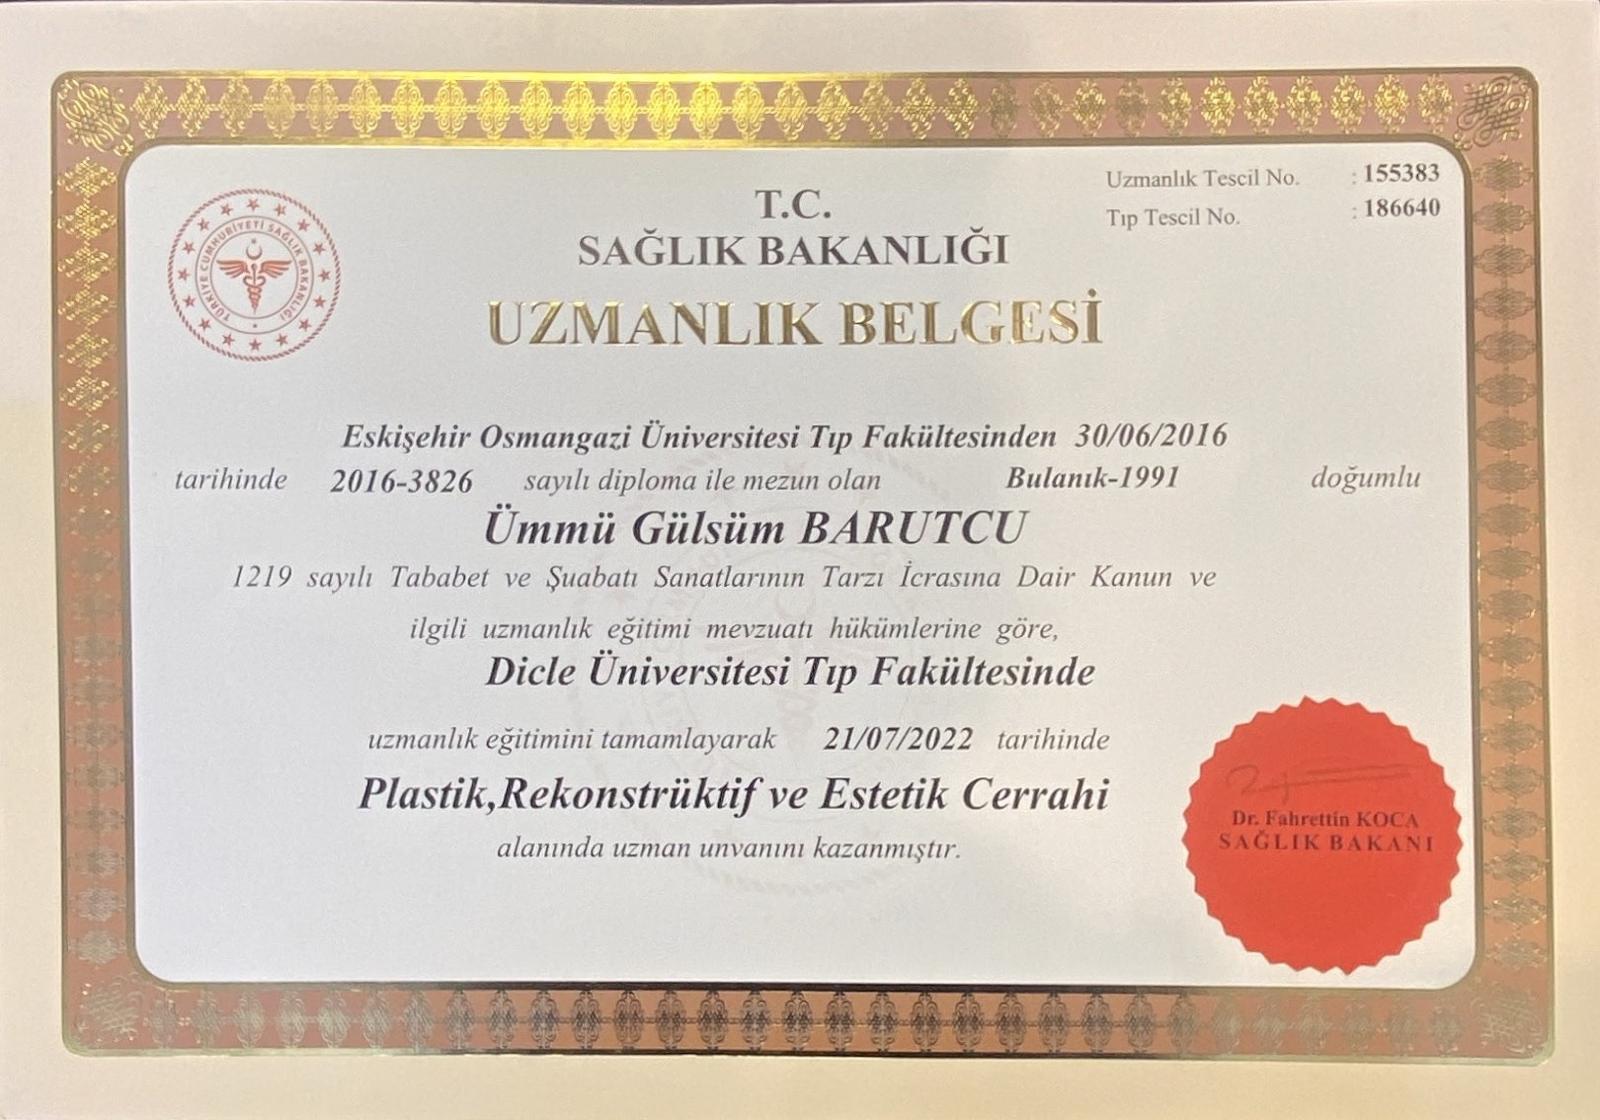 Uzmanlık Tescil No. : 155383
Tıp Tescil No. : 186640
TÜRKİYE CUMHURİYETİ SAĞLIK BAKANLIĞI
T.C.
SAĞLIK BAKANLIĞI
UZMANLIK BELGESİ
Eskişehir Osmangazi Üniversitesi Tıp Fakültesinden 30/06/2016
tarihinde 2016-3826 sayılı diploma ile mezun olan Bulanık-1991 doğumlu
Ümmü Gülsüm BARUTCU
1219 sayılı Tababet ve Şuabatı Sanatlarının Tarzı İcrasına Dair Kanun ve
ilgili uzmanlık eğitimi mevzuatı hükümlerine göre,
Dicle Üniversitesi Tıp Fakültesinde
uzmanlık eğitimini tamamlayarak 21/07/2022 tarihinde
Plastik,Rekonstrüktif ve Estetik Cerrahi
alanında uzman unvanını kazanmıştır.
Dr. Fahrettin KOCA
SAĞLIK BAKANI